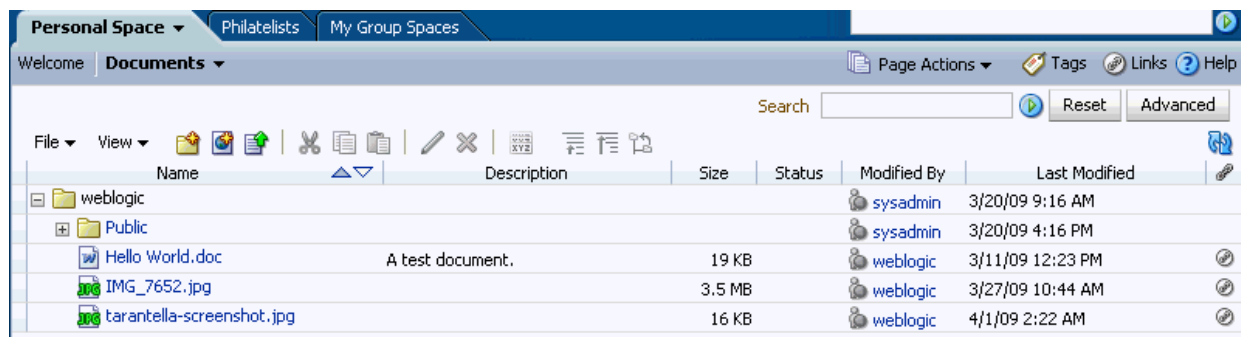 Personal Space Philatelists My Group Spaces
Welcome Documents Page Actions Tags Links Help
Search Reset Advanced
File View
Name Description Size Status Modified By Last Modified
weblogic sysadmin 3/20/09 9:16 AM
Public sysadmin 3/20/09 4:16 PM
Hello World.doc A test document. 19 KB weblogic 3/11/09 12:23 PM
IMG_7652.jpg 3.5 MB weblogic 3/27/09 10:44 AM
tarantella-screenshot.jpg 16 KB weblogic 4/1/09 2:22 AM